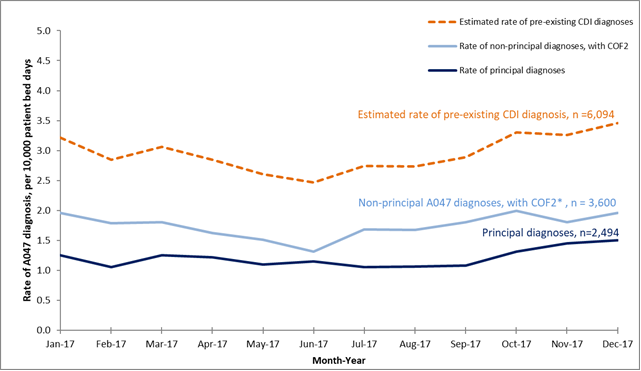 Estimated rate of pre-existing CDI diagnoses
Rate of non-principal diagnoses, with COF2
Rate of principal diagnoses
Rate of A047 diagnosis, per 10,000 patient bed days
5.0
4.5
4.0
3.5
3.0
2.5
2.0
1.5
1.0
0.5
0.0
Estimated rate of pre-existing CDI diagnosis, n =6,094
Non-principal A047 diagnoses, with COF2* , n = 3,600
Principal diagnoses, n=2,494
Jan-17 Feb-17 Mar-17 Apr-17 May-17 Jun-17 Jul-17 Aug-17 Sep-17 Oct-17 Nov-17 Dec-17
Month-Year